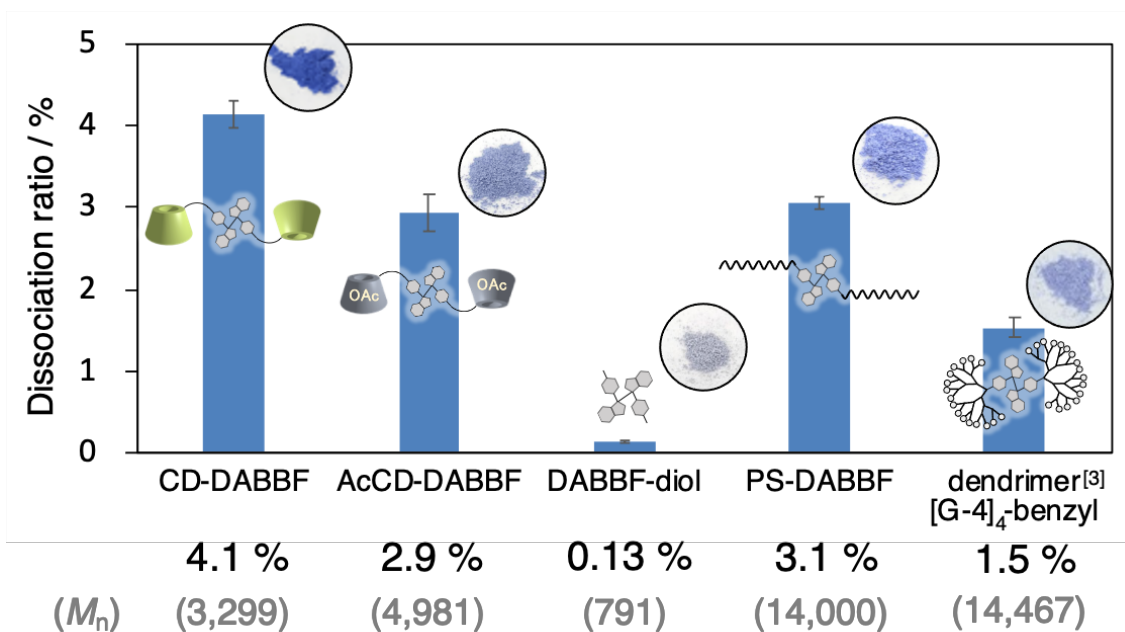 Dissociation ratio / %
5
4
3
2
1
0
OAc OAc
CD-DABBF AcCD-DABBF DABBF-diol PS-DABBF dendrimer[3]
[G-4]4-benzyl
4.1 % 2.9 % 0.13 % 3.1 % 1.5 %
(Mn) (3,299) (4,981) (791) (14,000) (14,467)